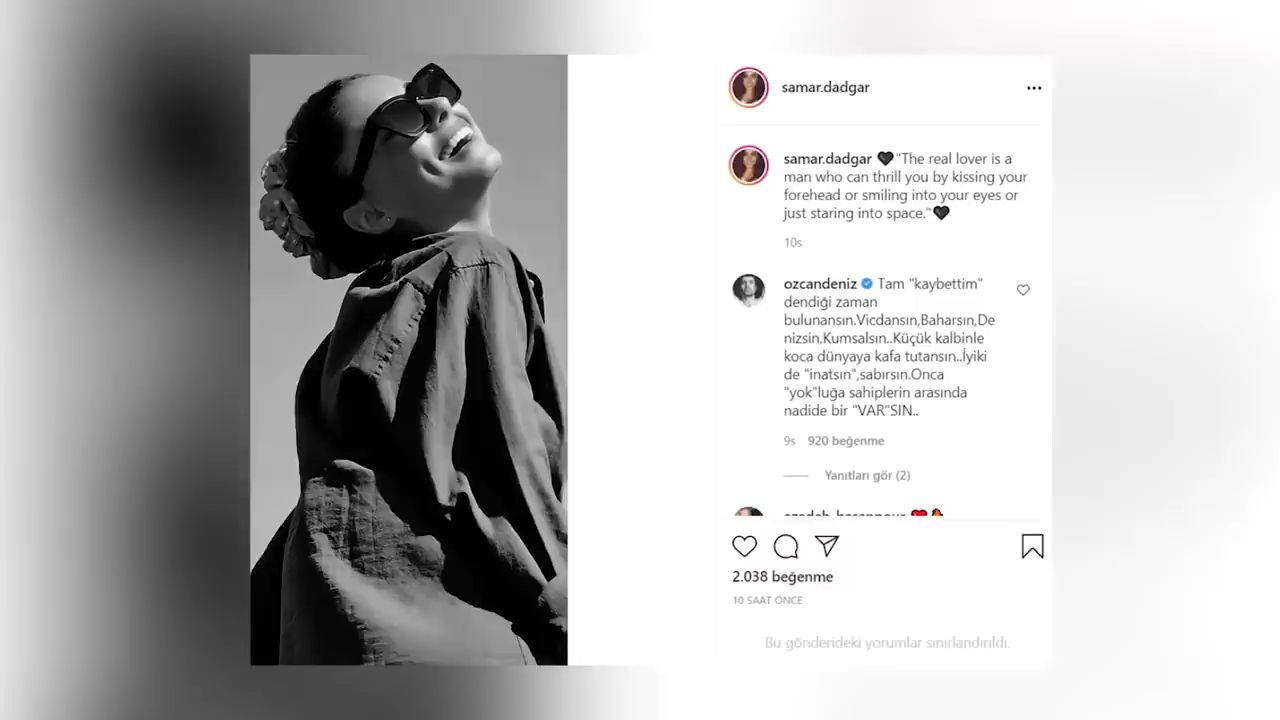 samar.dadgar
samar.dadgar 🖤"The real lover is a
man who can thrill you by kissing your
forehead or smiling into your eyes or
just staring into space."🖤
10s
ozcandeniz Tam "kaybettim"
dendiği zaman
bulunansın.Vicdansın,Baharsın,De
nizsin,Kumsalsın..Küçük kalbinle
koca dünyaya kafa tutansın..İyiki
de "inatsın",sabırsın.Onca
"yok"luğa sahiplerin arasında
nadide bir "VAR"SIN..
9s 920 beğenme
Yanıtları gör (2)
2.038 beğenme
10 SAAT ÖNCE
Bu gönderideki yorumlar sınırlandırıldı.